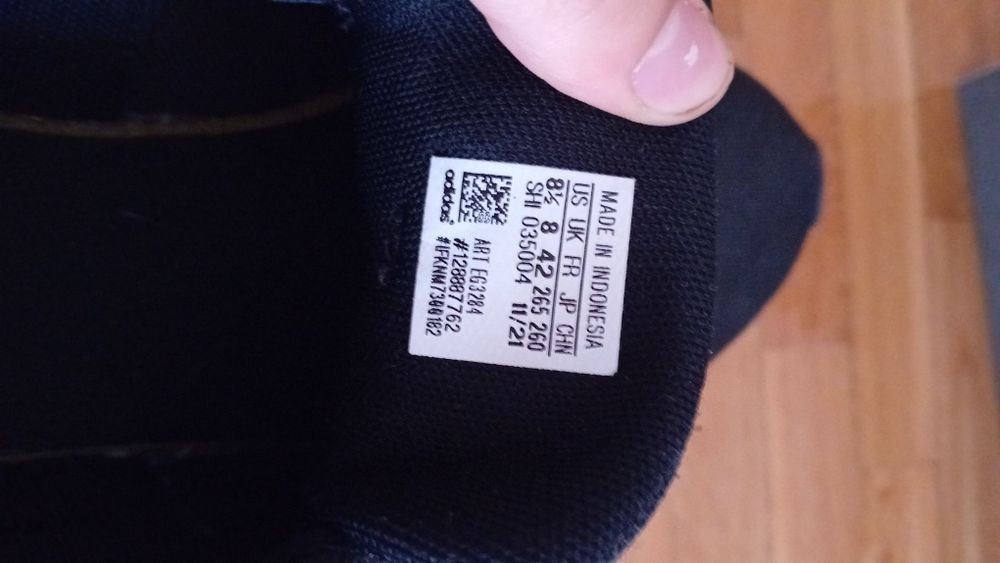 MADE IN INDONESIA
US UK FR JP CHN
8½ 8 42 265 260
SHI 035004 11/21
adidas
ART EG3284
#128887762
#IFKNM7300182